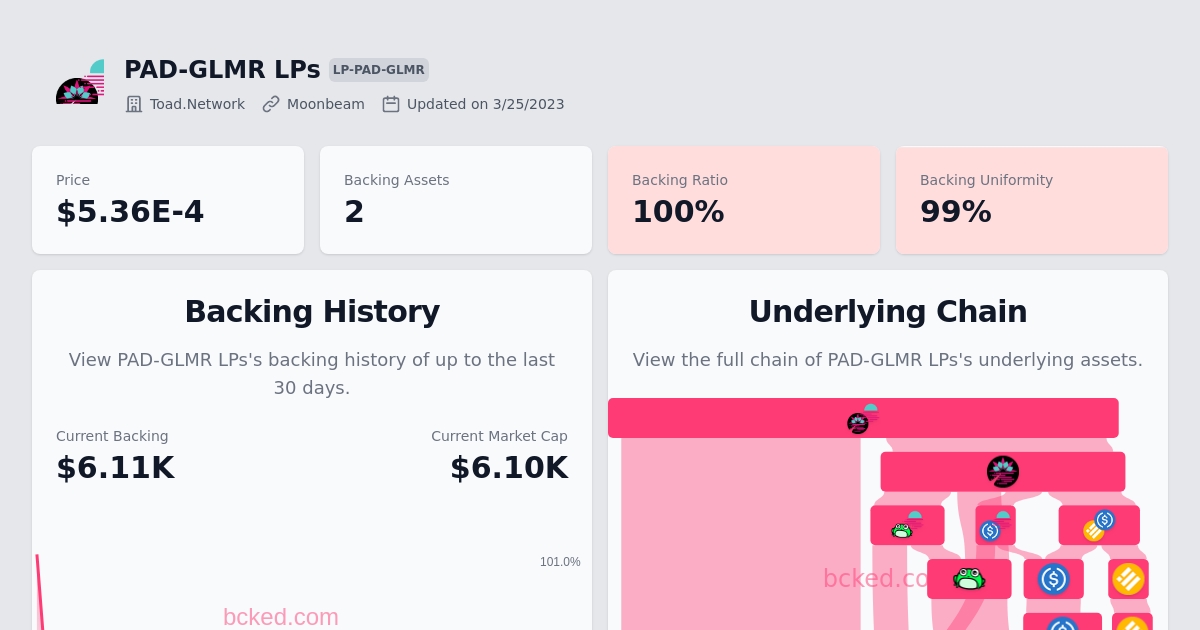 PAD-GLMR LPs LP-PAD-GLMR
Toad.Network Moonbeam Updated on 3/25/2023
Price
$5.36E-4
Backing Assets
2
Backing Ratio
100%
Backing Uniformity
99%
Backing History
View PAD-GLMR LPs's backing history of up to the last
30 days.
Current Backing
$6.11K
Current Market Cap
$6.10K
101.0%
bcked.com
Underlying Chain
View the full chain of PAD-GLMR LPs's underlying assets.
bcked.co